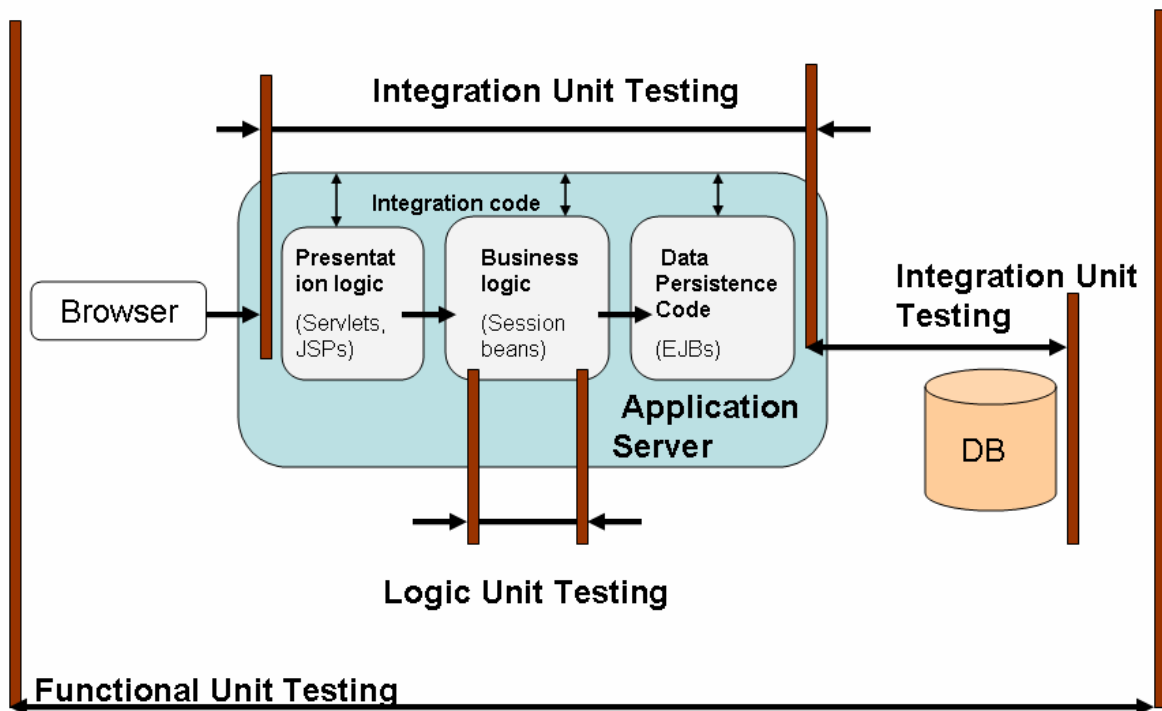 Integration Unit Testing
Integration code
Presentat
ion logic
(Servlets,
JSPs)
Business
logic
(Session
beans)
Data
Persistence
Code
(EJBs)
Browser
Integration Unit
Testing
Application
Server
DB
Logic Unit Testing
Functional Unit Testing